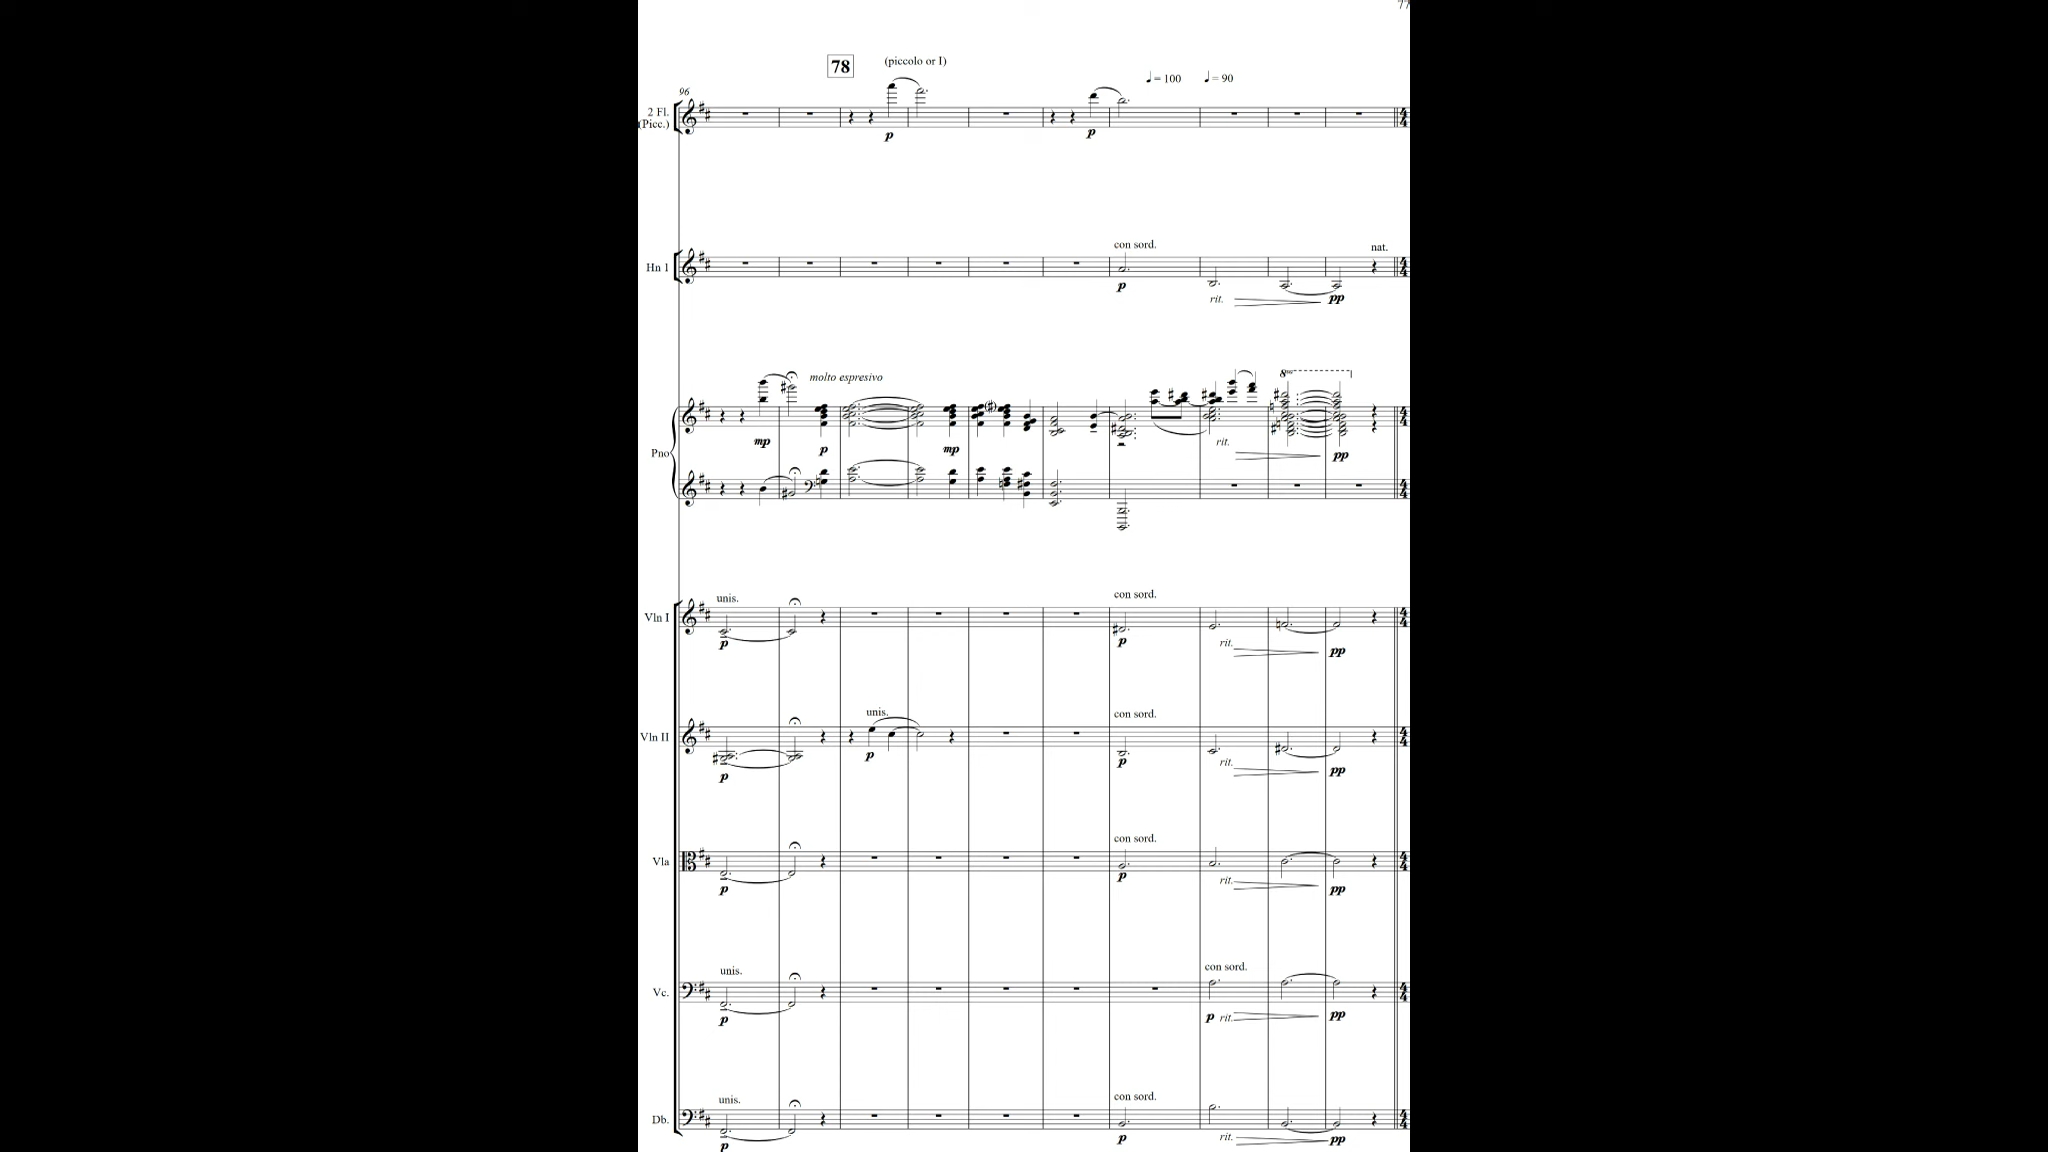 77
78
(piccolo or I)
♩ = 100
♩ = 90
96
2 Fl.
(Picc.)
p
p
con sord.
nat.
Hn 1
p
rit.
pp
8va
molto espresivo
mp
p
mp
rit.
pp
Pno
unis.
con sord.
Vln I
p
p
rit.
pp
unis.
con sord.
Vln II
p
p
p
rit.
pp
con sord.
Vla
p
p
rit.
pp
unis.
con sord.
Vc.
p
p
rit.
pp
unis.
con sord.
Db.
p
p
rit.
pp